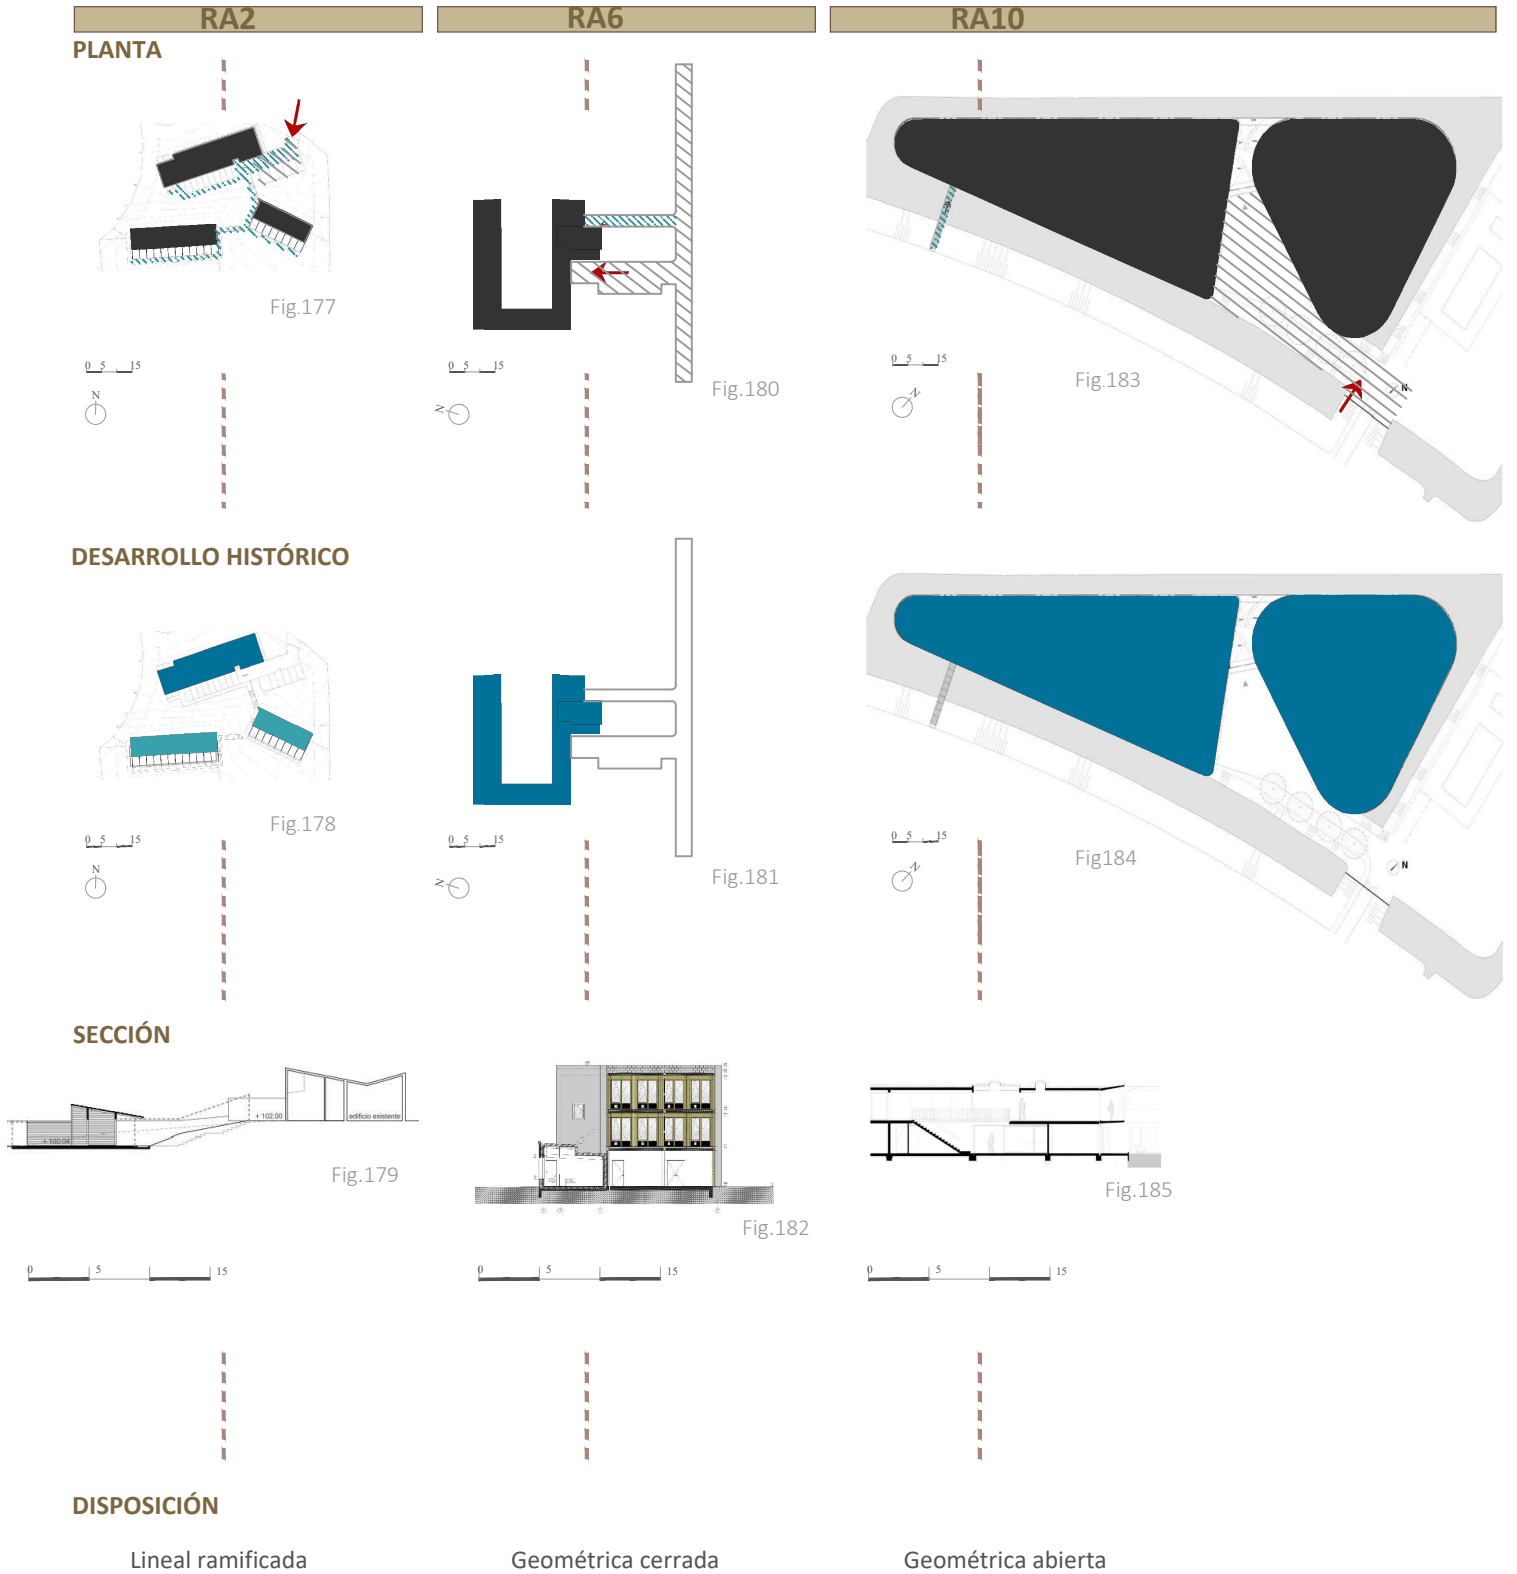 RA2
RA6
RA10
PLANTA
Fig.177
Fig.180
Fig.183
0 5 15
0 5 15
0 5 15
N
N
N
N
DESARROLLO HISTÓRICO
Fig.178
Fig.181
Fig184
0 5 15
0 5 15
0 5 15
N
N
N
N
SECCIÓN
+ 100.04
+ 102.00
edificio existente
Fig.179
Fig.182
Fig.185
0 5 15
0 5 15
0 5 15
DISPOSICIÓN
Lineal ramificada
Geométrica cerrada
Geométrica abierta